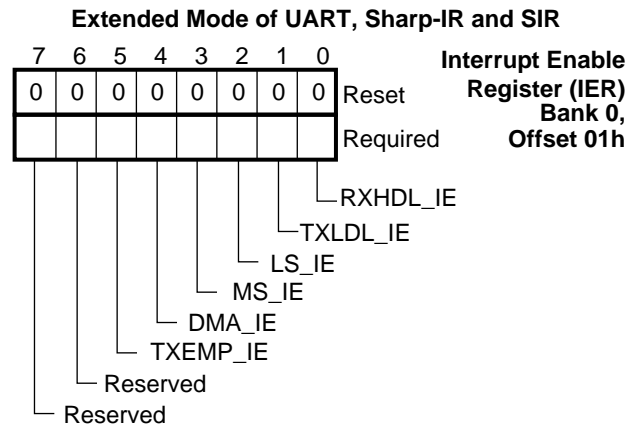 Extended Mode of UART, Sharp-IR and SIR
7 6 5 4 3 2 1 0
Interrupt Enable
Register (IER)
Bank 0,
Offset 01h
0 0 0 0 0 0 0 0 Reset
Required
RXHDL_IE
TXLDL_IE
LS_IE
MS_IE
DMA_IE
TXEMP_IE
Reserved
Reserved